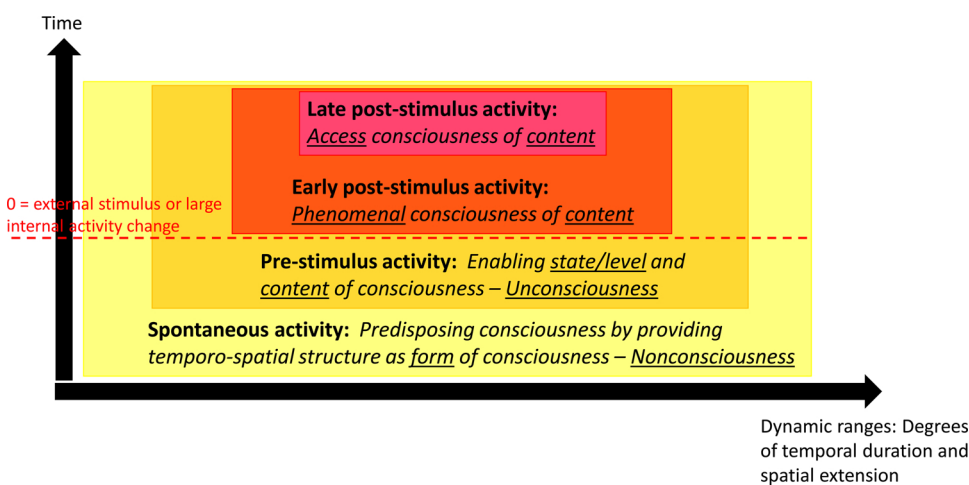 Time
Late post-stimulus activity:
Access consciousness of content
Early post-stimulus activity:
Phenomenal consciousness of content
0 = external stimulus or large
internal activity change
Pre-stimulus activity: Enabling state/level and
content of consciousness – Unconsciousness
Spontaneous activity: Predisposing consciousness by providing
temporo-spatial structure as form of consciousness – Nonconsciousness
Dynamic ranges: Degrees
of temporal duration and
spatial extension